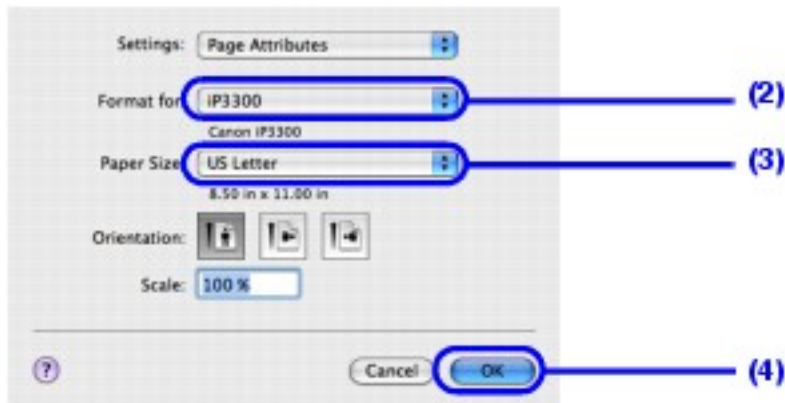 Settings: Page Attributes
Format for iP3300 (2)
Canon iP3300
Paper Size US Letter (3)
8.50 in x 11.00 in
Orientation:
Scale: 100 %
? Cancel OK (4)